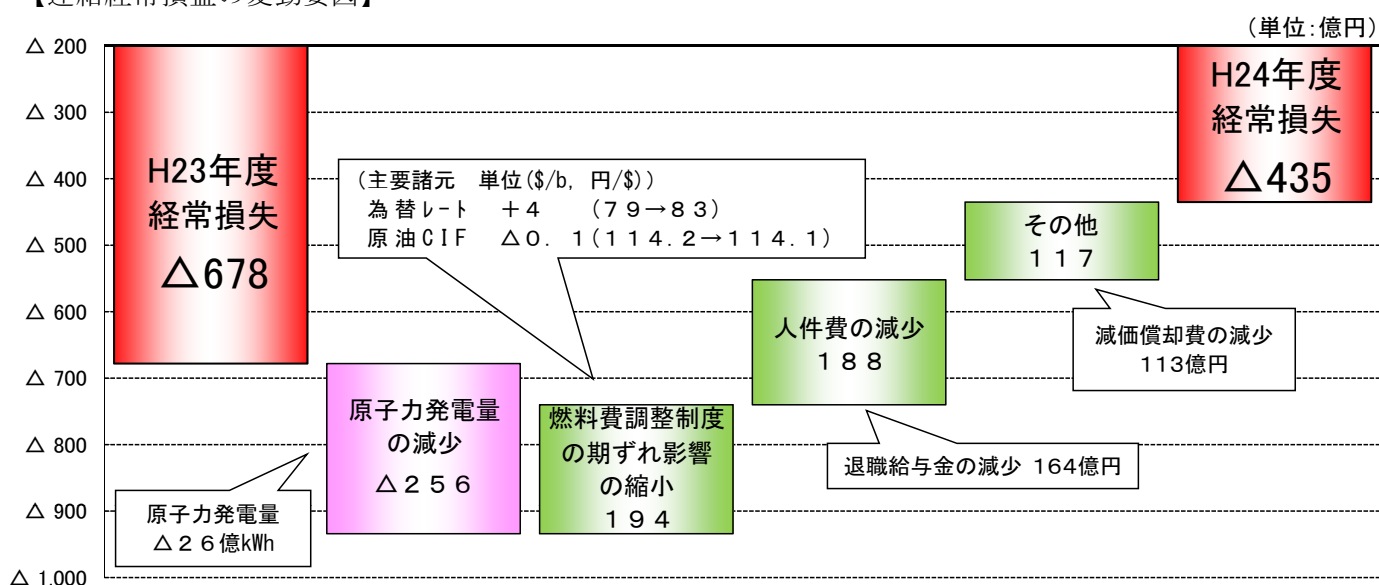 【連結経常損益の変動要因】
（単位：億円）
△ 200
△ 300
△ 400
△ 500
△ 600
△ 700
△ 800
△ 900
△ 1,000
H23年度
経常損失
△678
原子力発電量
△２６億kWh
原子力発電量
の減少
△２５６
（主要諸元　単位($/b，円/$)）
為替ﾚｰﾄ　＋４　（７９→８３）
原油ＣＩＦ　△０．１(１１４.２→１１４.１)
燃料費調整制度
の期ずれ影響
の縮小
１９４
人件費の減少
１８８
退職給与金の減少 164億円
その他
１１７
減価償却費の減少
113億円
H24年度
経常損失
△435